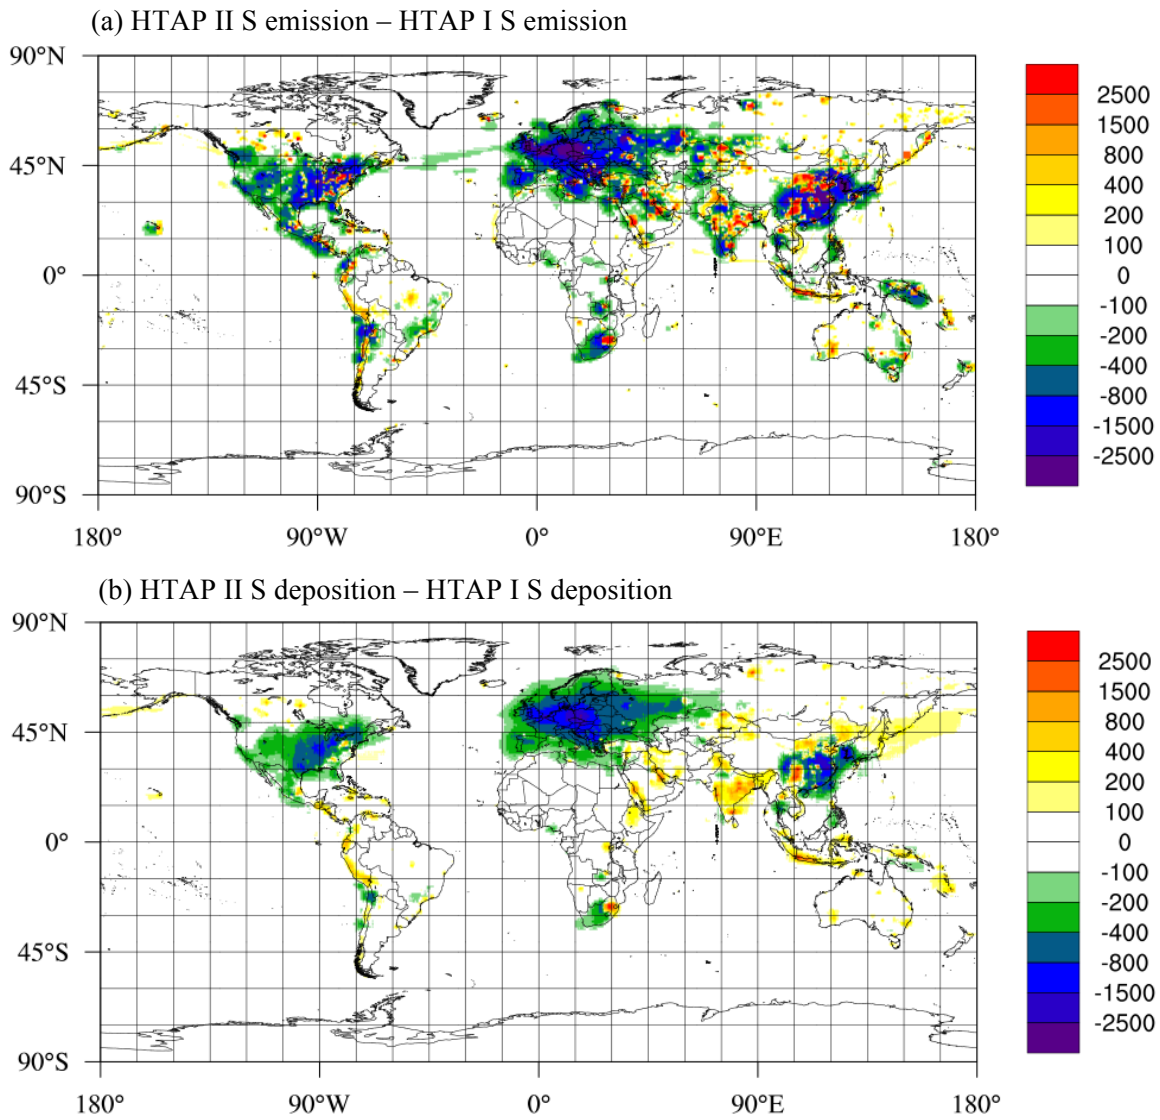 (a) HTAP II S emission – HTAP I S emission
90°N
45°N
0°
45°S
90°S
180°
90°W
0°
90°E
180°
2500
1500
800
400
200
100
0
-100
-200
-400
-800
-1500
-2500
(b) HTAP II S deposition – HTAP I S deposition
90°N
45°N
0°
45°S
90°S
180°
90°W
0°
90°E
180°
2500
1500
800
400
200
100
0
-100
-200
-400
-800
-1500
-2500